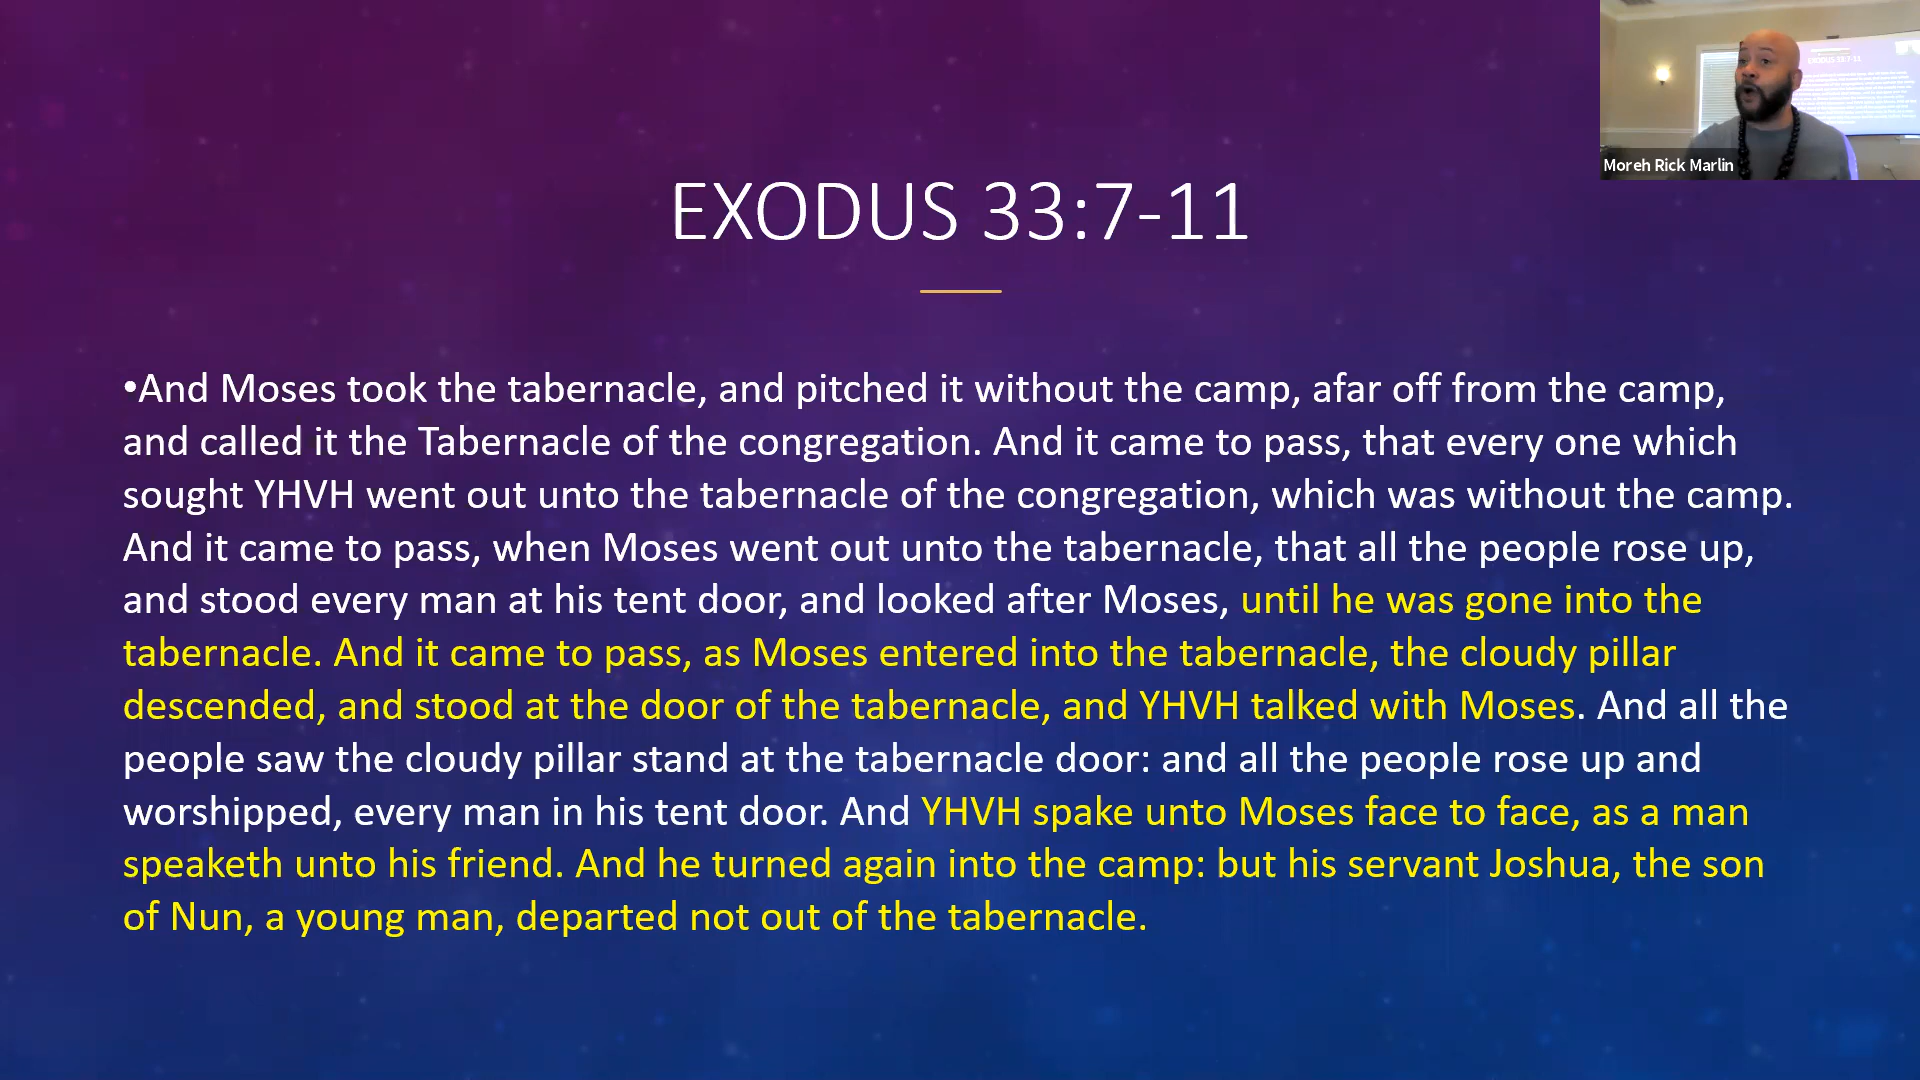 Moreh Rick Marlin
EXODUS 33:7-11
•And Moses took the tabernacle, and pitched it without the camp, afar off from the camp,
and called it the Tabernacle of the congregation. And it came to pass, that every one which
sought YHVH went out unto the tabernacle of the congregation, which was without the camp.
And it came to pass, when Moses went out unto the tabernacle, that all the people rose up,
and stood every man at his tent door, and looked after Moses, until he was gone into the
tabernacle. And it came to pass, as Moses entered into the tabernacle, the cloudy pillar
descended, and stood at the door of the tabernacle, and YHVH talked with Moses. And all the
people saw the cloudy pillar stand at the tabernacle door: and all the people rose up and
worshipped, every man in his tent door. And YHVH spake unto Moses face to face, as a man
speaketh unto his friend. And he turned again into the camp: but his servant Joshua, the son
of Nun, a young man, departed not out of the tabernacle.